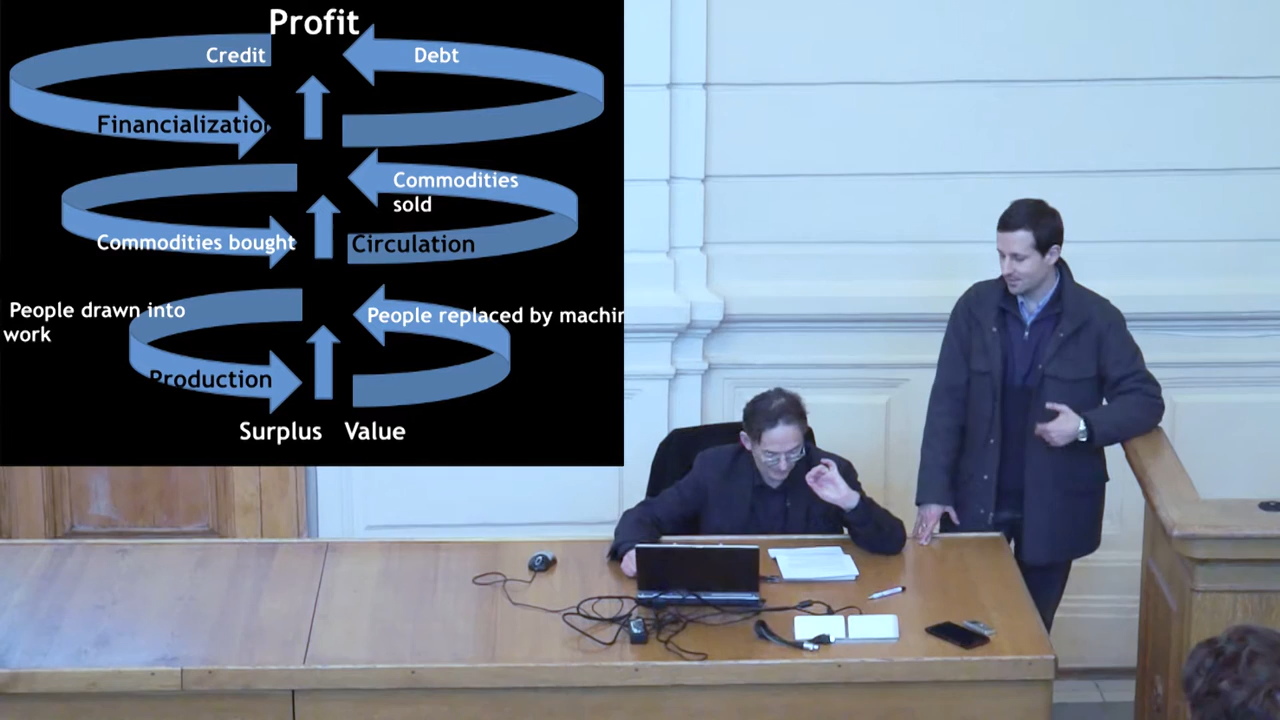 Profit
Credit
Debt
Financialization
Commodities
sold
Commodities bought
Circulation
People drawn into
work
People replaced by machin
Production
Surplus Value